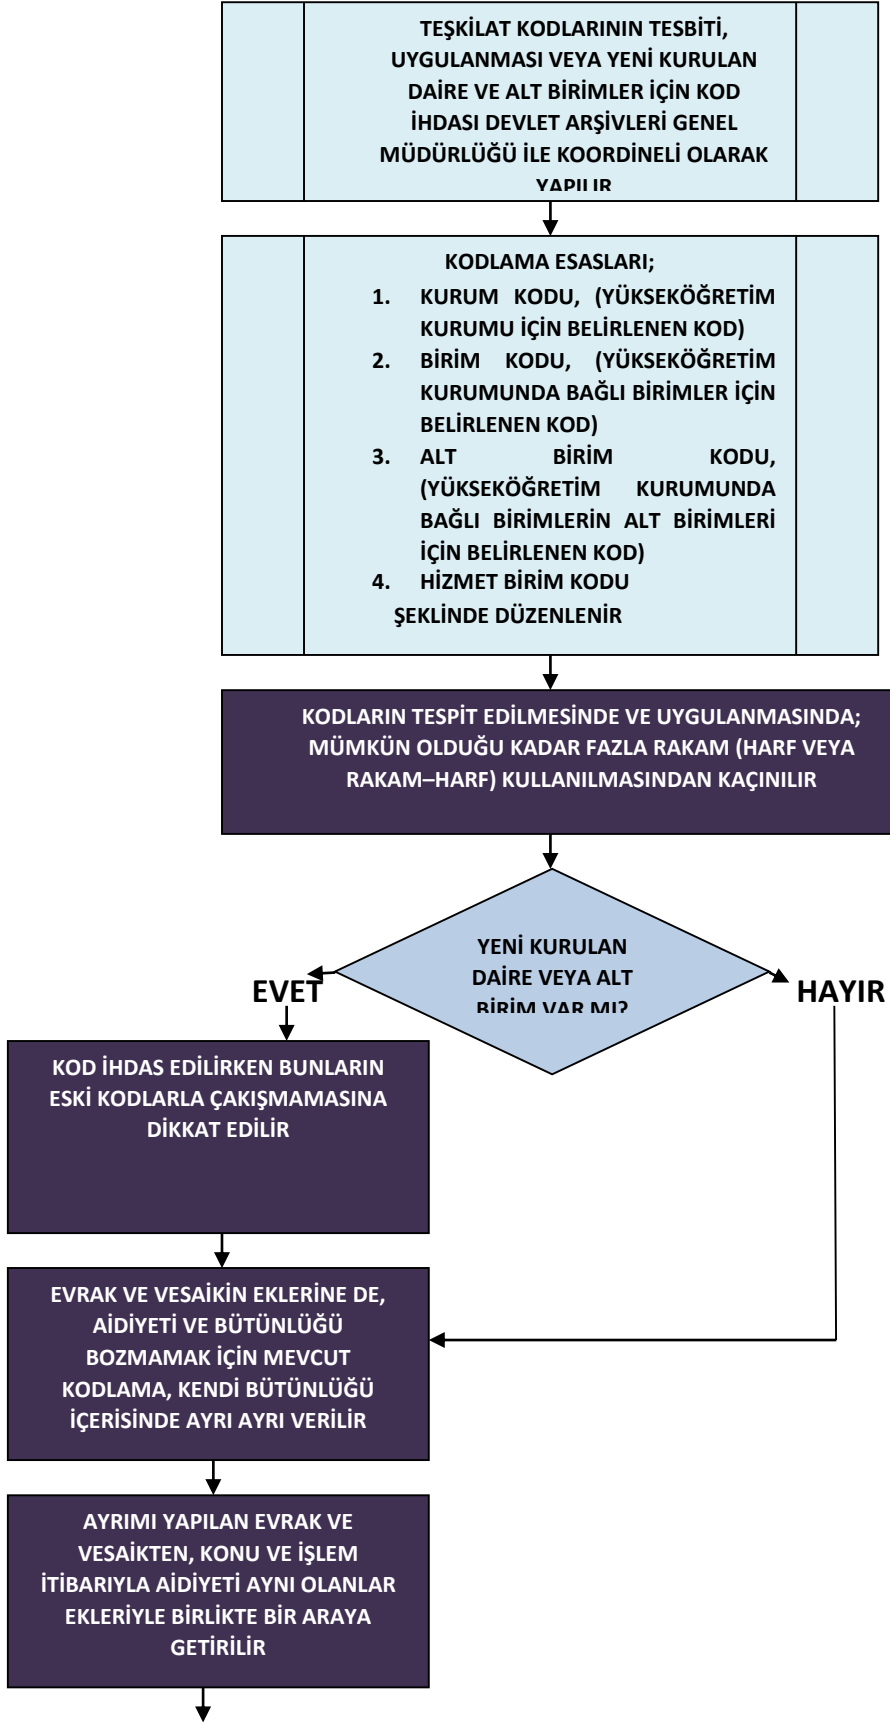 TEŞKİLAT KODLARININ TESBİTİ,
UYGULANMASI VEYA YENİ KURULAN
DAİRE VE ALT BİRİMLER İÇİN KOD
İHDASI DEVLET ARŞİVLERİ GENEL
MÜDÜRLÜĞÜ İLE KOORDİNELİ OLARAK
YAPILIR
KODLAMA ESASLARI;
1. KURUM KODU, (YÜKSEKÖĞRETİM
KURUMU İÇİN BELİRLENEN KOD)
2. BİRİM KODU, (YÜKSEKÖĞRETİM
KURUMUNDA BAĞLI BİRİMLER İÇİN
BELİRLENEN KOD)
3. ALT BİRİM KODU,
(YÜKSEKÖĞRETİM KURUMUNDA
BAĞLI BİRİMLERİN ALT BİRİMLERİ
İÇİN BELİRLENEN KOD)
4. HİZMET BİRİM KODU
ŞEKLİNDE DÜZENLENİR
KODLARIN TESPİT EDİLMESİNDE VE UYGULANMASINDA;
MÜMKÜN OLDUĞU KADAR FAZLA RAKAM (HARF VEYA
RAKAM–HARF) KULLANILMASINDAN KAÇINILIR
YENİ KURULAN
DAİRE VEYA ALT
BİRİM VAR MI?
EVET
HAYIR
KOD İHDAS EDİLİRKEN BUNLARIN
ESKİ KODLARLA ÇAKIŞMAMASINA
DİKKAT EDİLİR
EVRAK VE VESAİKİN EKLERİNE DE,
AİDİYETİ VE BÜTÜNLÜĞÜ
BOZMAMAK İÇİN MEVCUT
KODLAMA, KENDİ BÜTÜNLÜĞÜ
İÇERİSİNDE AYRI AYRI VERİLİR
AYRIMI YAPILAN EVRAK VE
VESAİKTEN, KONU VE İŞLEM
İTİBARIYLA AİDİYETİ AYNI OLANLAR
EKLERİYLE BİRLİKTE BİR ARAYA
GETİRİLİR